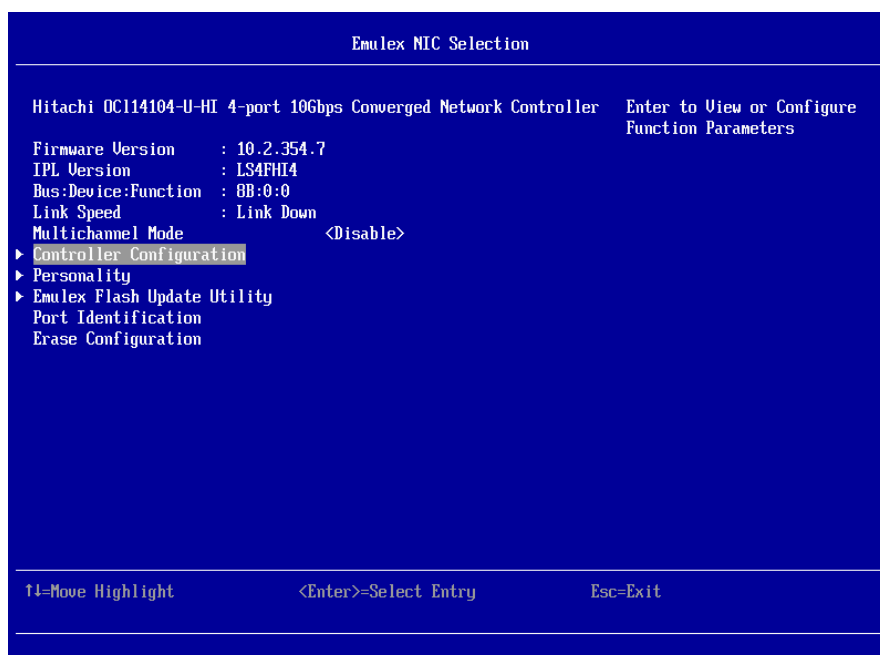 Emulex NIC Selection
Hitachi OCl14104-U-HI 4-port 10Gbps Converged Network Controller
Enter to View or Configure
Function Parameters
Firmware Version : 10.2.354.7
IPL Version : LS4FHI4
Bus:Device:Function : 8B:0:0
Link Speed : Link Down
Multichannel Mode <Disable>
Controller Configuration
Personality
Emulex Flash Update Utility
Port Identification
Erase Configuration
↑↓=Move Highlight <Enter>=Select Entry Esc=Exit